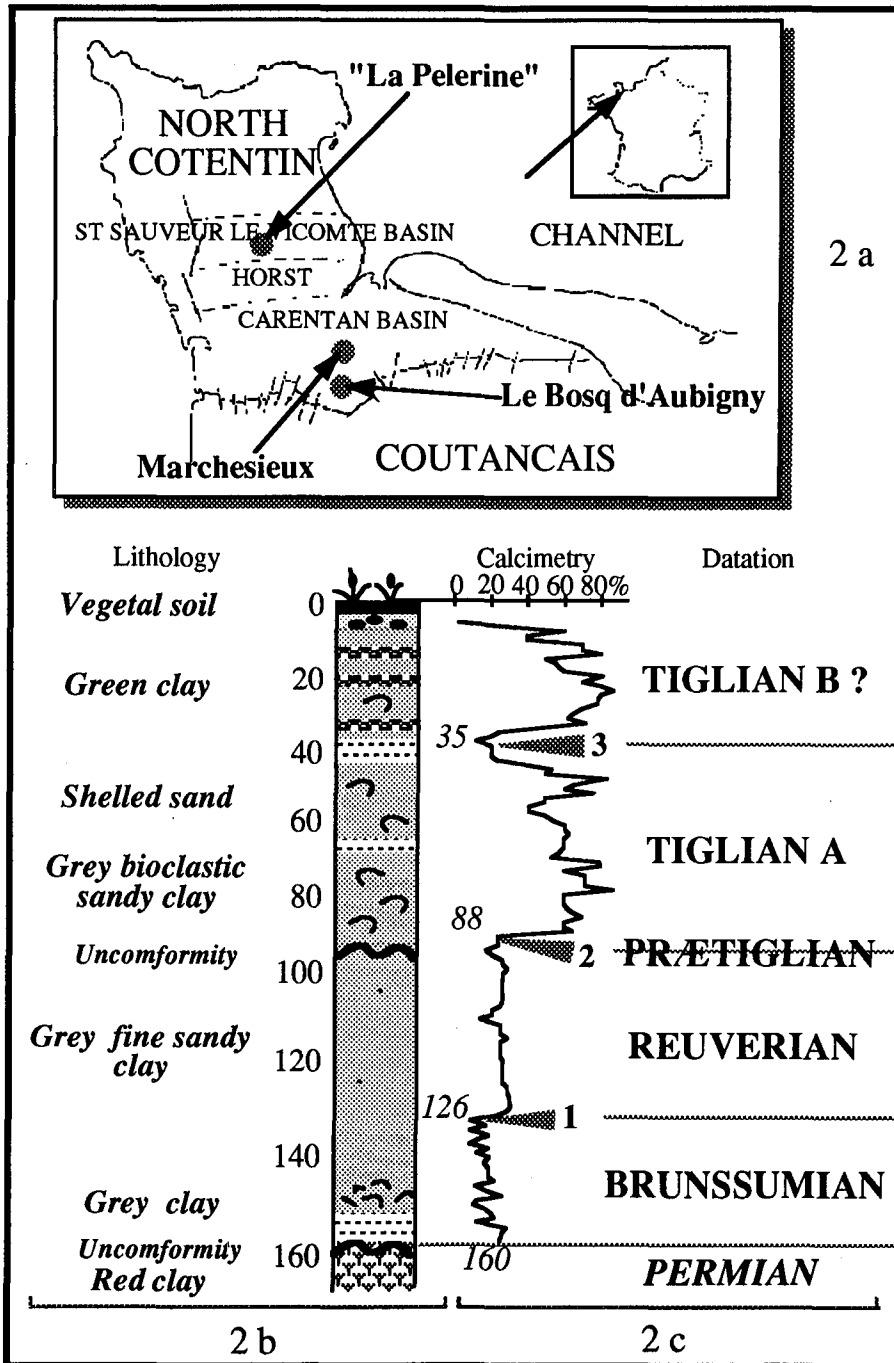 "La Pelerine"
NORTH
COTENTIN
ST SAUVEUR LE VICOMTE BASIN
CHANNEL
HORST
CARENTAN BASIN
Le Bosq d'Aubigny
Marchesieux
COUTANCAIS
2 a
Lithology
Calcimetry
Datation
0 20 40 60 80%
Vegetal soil
0
Green clay
20
TIGLIAN B ?
35
3
40
Shelled sand
60
Grey bioclastic
sandy clay
TIGLIAN A
80
88
Uncomformity
2
PRÆTIGLIAN
100
Grey fine sandy
clay
REUVERIAN
120
126
1
140
BRUNSSUMIAN
Grey clay
Uncomformity
160
160
Red clay
PERMIAN
2 b
2 c